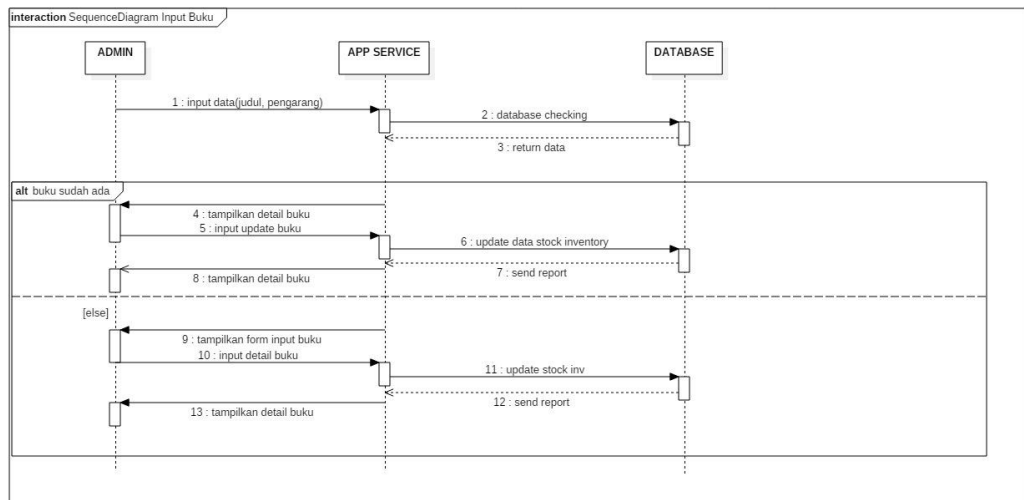 interaction SequenceDiagram Input Buku
ADMIN
APP SERVICE
DATABASE
1 : input data(judul, pengarang)
2 : database checking
3 : return data
alt buku sudah ada
4 : tampilkan detail buku
5 : input update buku
6 : update data stock inventory
7 : send report
8 : tampilkan detail buku
[else]
9 : tampilkan form input buku
10 : input detail buku
11 : update stock inv
12 : send report
13 : tampilkan detail buku